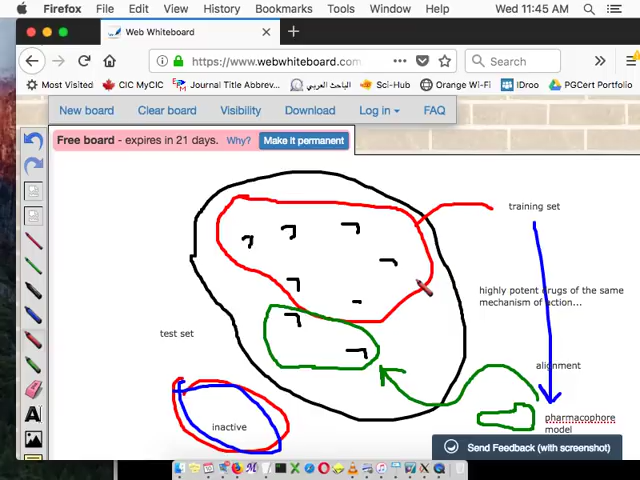 Firefox File Edit View History Bookmarks Tools Window Help Wed 11:45 AM
Web Whiteboard
https://www.webwhiteboard.com Search
Most Visited CIC MyCIC Journal Title Abbrev... الباحث العربي Sci-Hub Orange Wi-Fi IDroo PGCert Portfolio
New board Clear board Visibility Download Log in FAQ
Free board - expires in 21 days. Why? Make it permanent
training set
highly potent drugs of the same
mechanism of action...
test set
alignment
inactive
pharmacophore
model
Send Feedback (with screenshot)
A